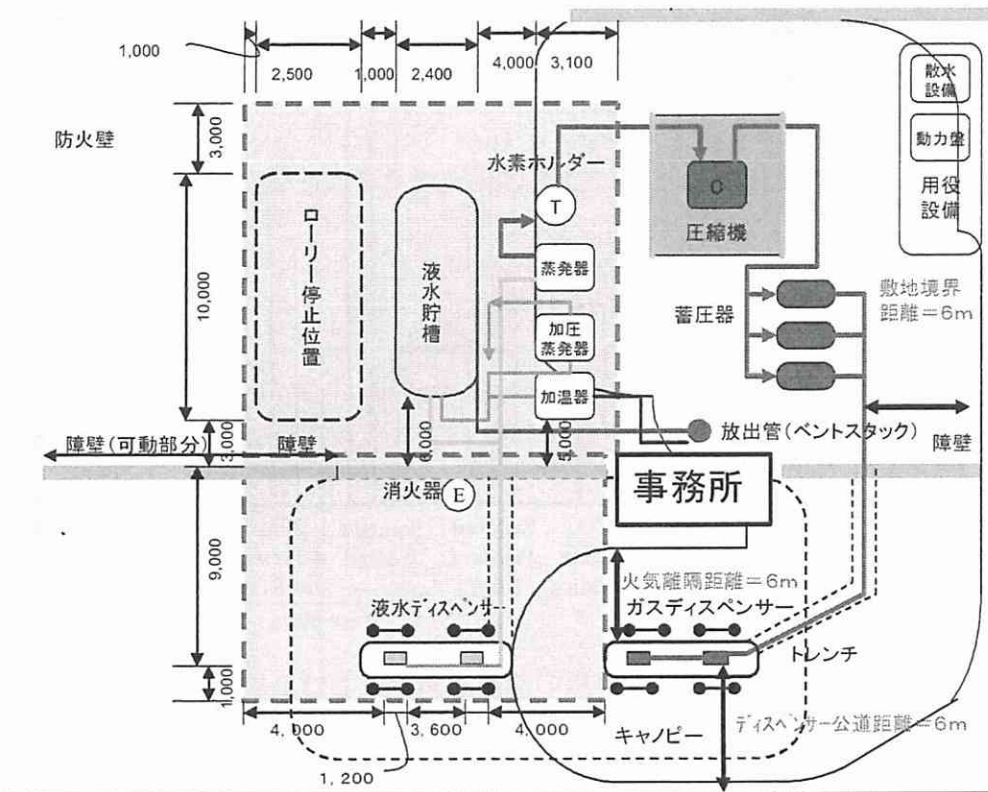 1,000
2,500
1,000
2,400
4,000
3,100
散水
設備
動力盤
用役
設備
防火壁
3,000
水素ホルダー
T
C
圧縮機
ローリー停止位置
10,000
液水貯槽
蒸発器
加圧
蒸発器
加温器
蓄圧器
敷地境界
距離=6m
3,000
6,000
5,000
放出管(ベントスタック)
障壁(可動部分)
障壁
障壁
消火器
E
事務所
9,000
火気離隔距離=6m
液水ディスペンサー
ガスディスペンサー
トレンチ
1,000
4,000
3,600
4,000
キャノピー
ディスペンサー公道距離=6m
1,200